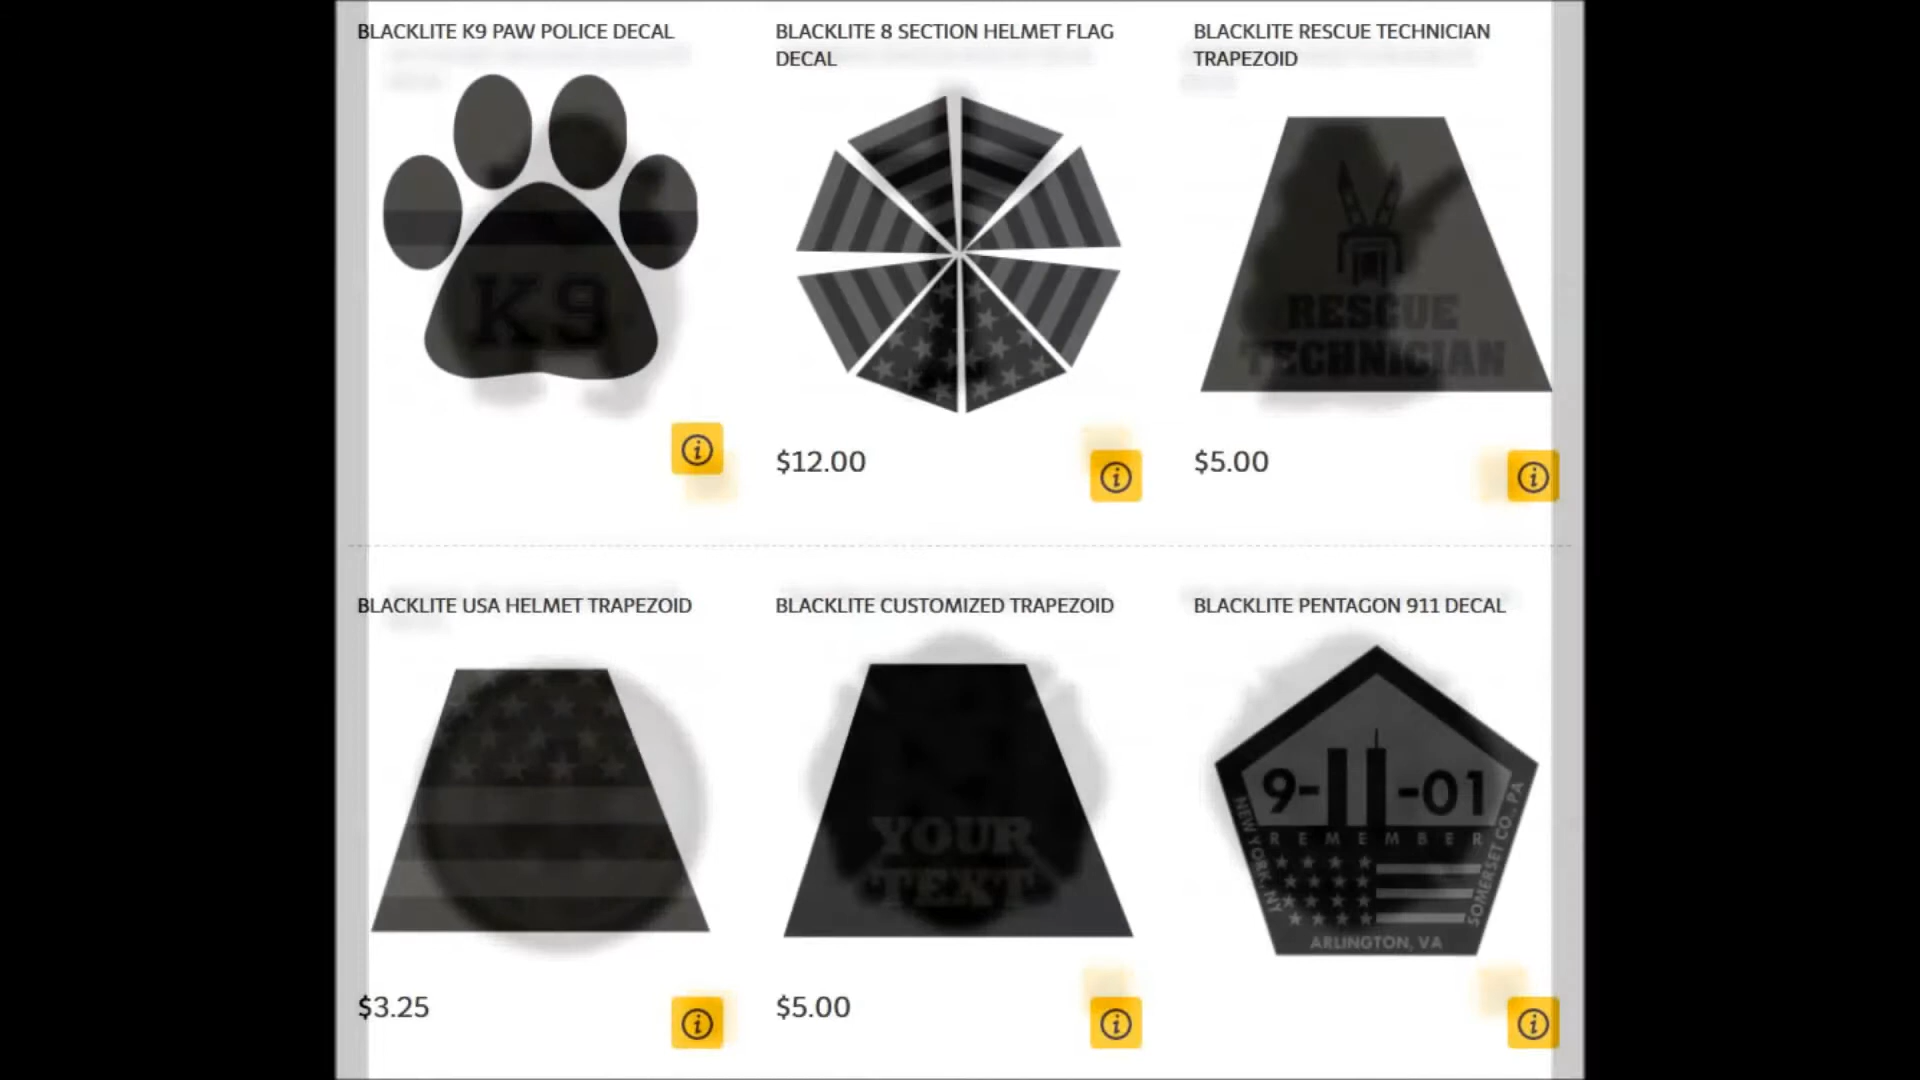 BLACKLITE K9 PAW POLICE DECAL
K9
BLACKLITE 8 SECTION HELMET FLAG
DECAL
$12.00
BLACKLITE RESCUE TECHNICIAN
TRAPEZOID
RESCUE
TECHNICIAN
$5.00
BLACKLITE USA HELMET TRAPEZOID
$3.25
BLACKLITE CUSTOMIZED TRAPEZOID
YOUR
TEXT
$5.00
BLACKLITE PENTAGON 911 DECAL
9-11-01
REMEMBER
NEW YORK, NY
SOMERSET CO., PA
ARLINGTON, VA